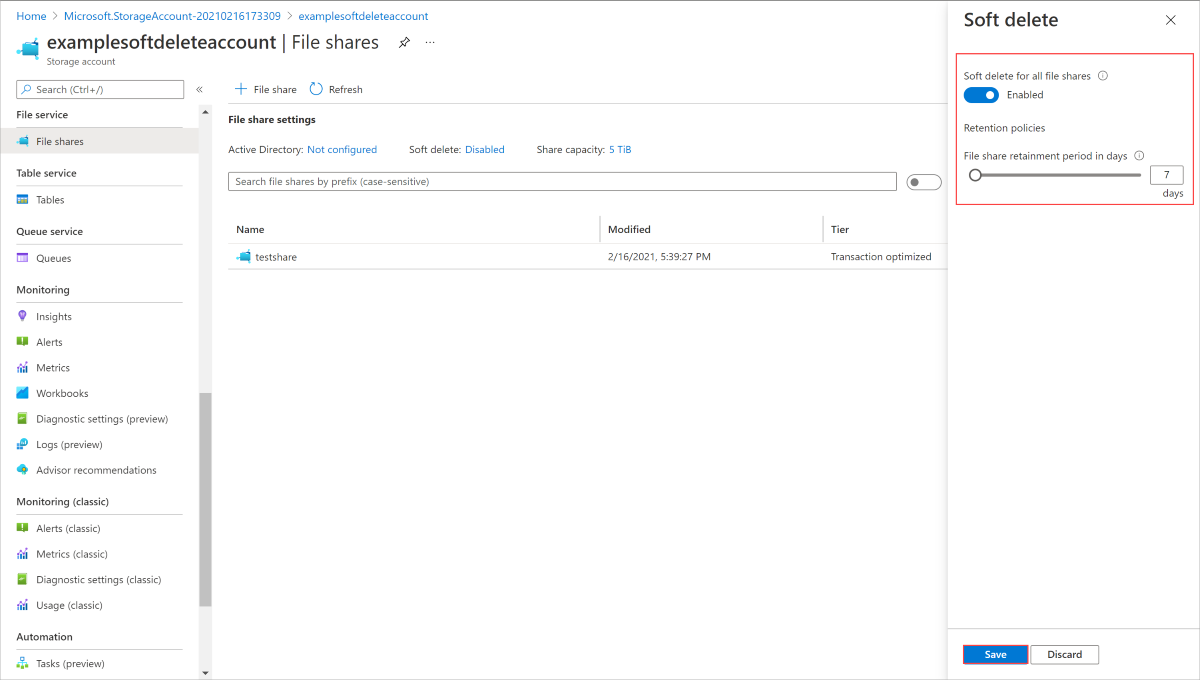 Home > Microsoft.StorageAccount-20210216173309 > examplesoftdeleteaccount
examplesoftdeleteaccount | File shares
Storage account
Search (Ctrl+/)
File service
File shares
Table service
Tables
Queue service
Queues
Monitoring
Insights
Alerts
Metrics
Workbooks
Diagnostic settings (preview)
Logs (preview)
Advisor recommendations
Monitoring (classic)
Alerts (classic)
Metrics (classic)
Diagnostic settings (classic)
Usage (classic)
Automation
Tasks (preview)
File share Refresh
File share settings
Active Directory: Not configured Soft delete: Disabled Share capacity: 5 TiB
Search file shares by prefix (case-sensitive)
Name Modified Tier
testshare 2/16/2021, 5:39:27 PM Transaction optimized
Soft delete
Soft delete for all file shares
Enabled
Retention policies
File share retainment period in days
7
days
Save Discard